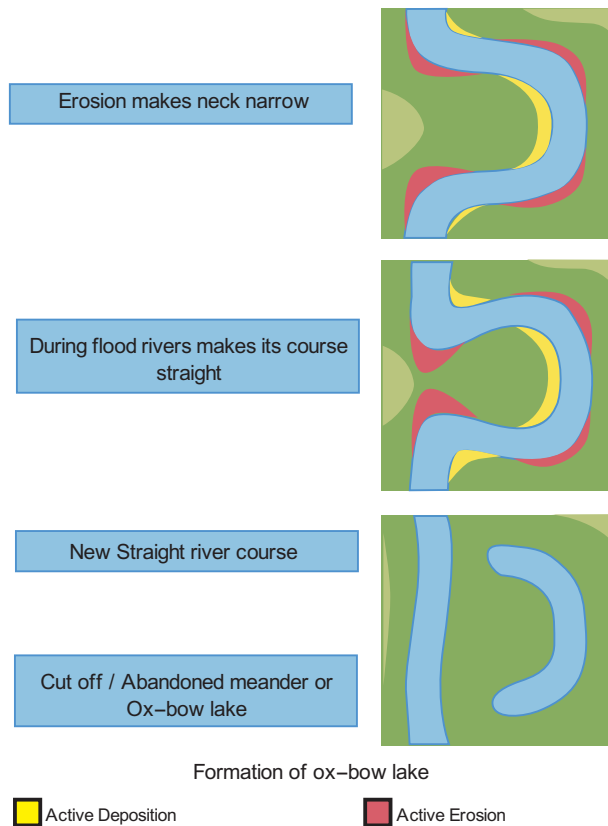 Erosion makes neck narrow
During flood rivers makes its course
straight
New Straight river course
Cut off / Abandoned meander or
Ox-bow lake
Formation of ox-bow lake
Active Deposition
Active Erosion